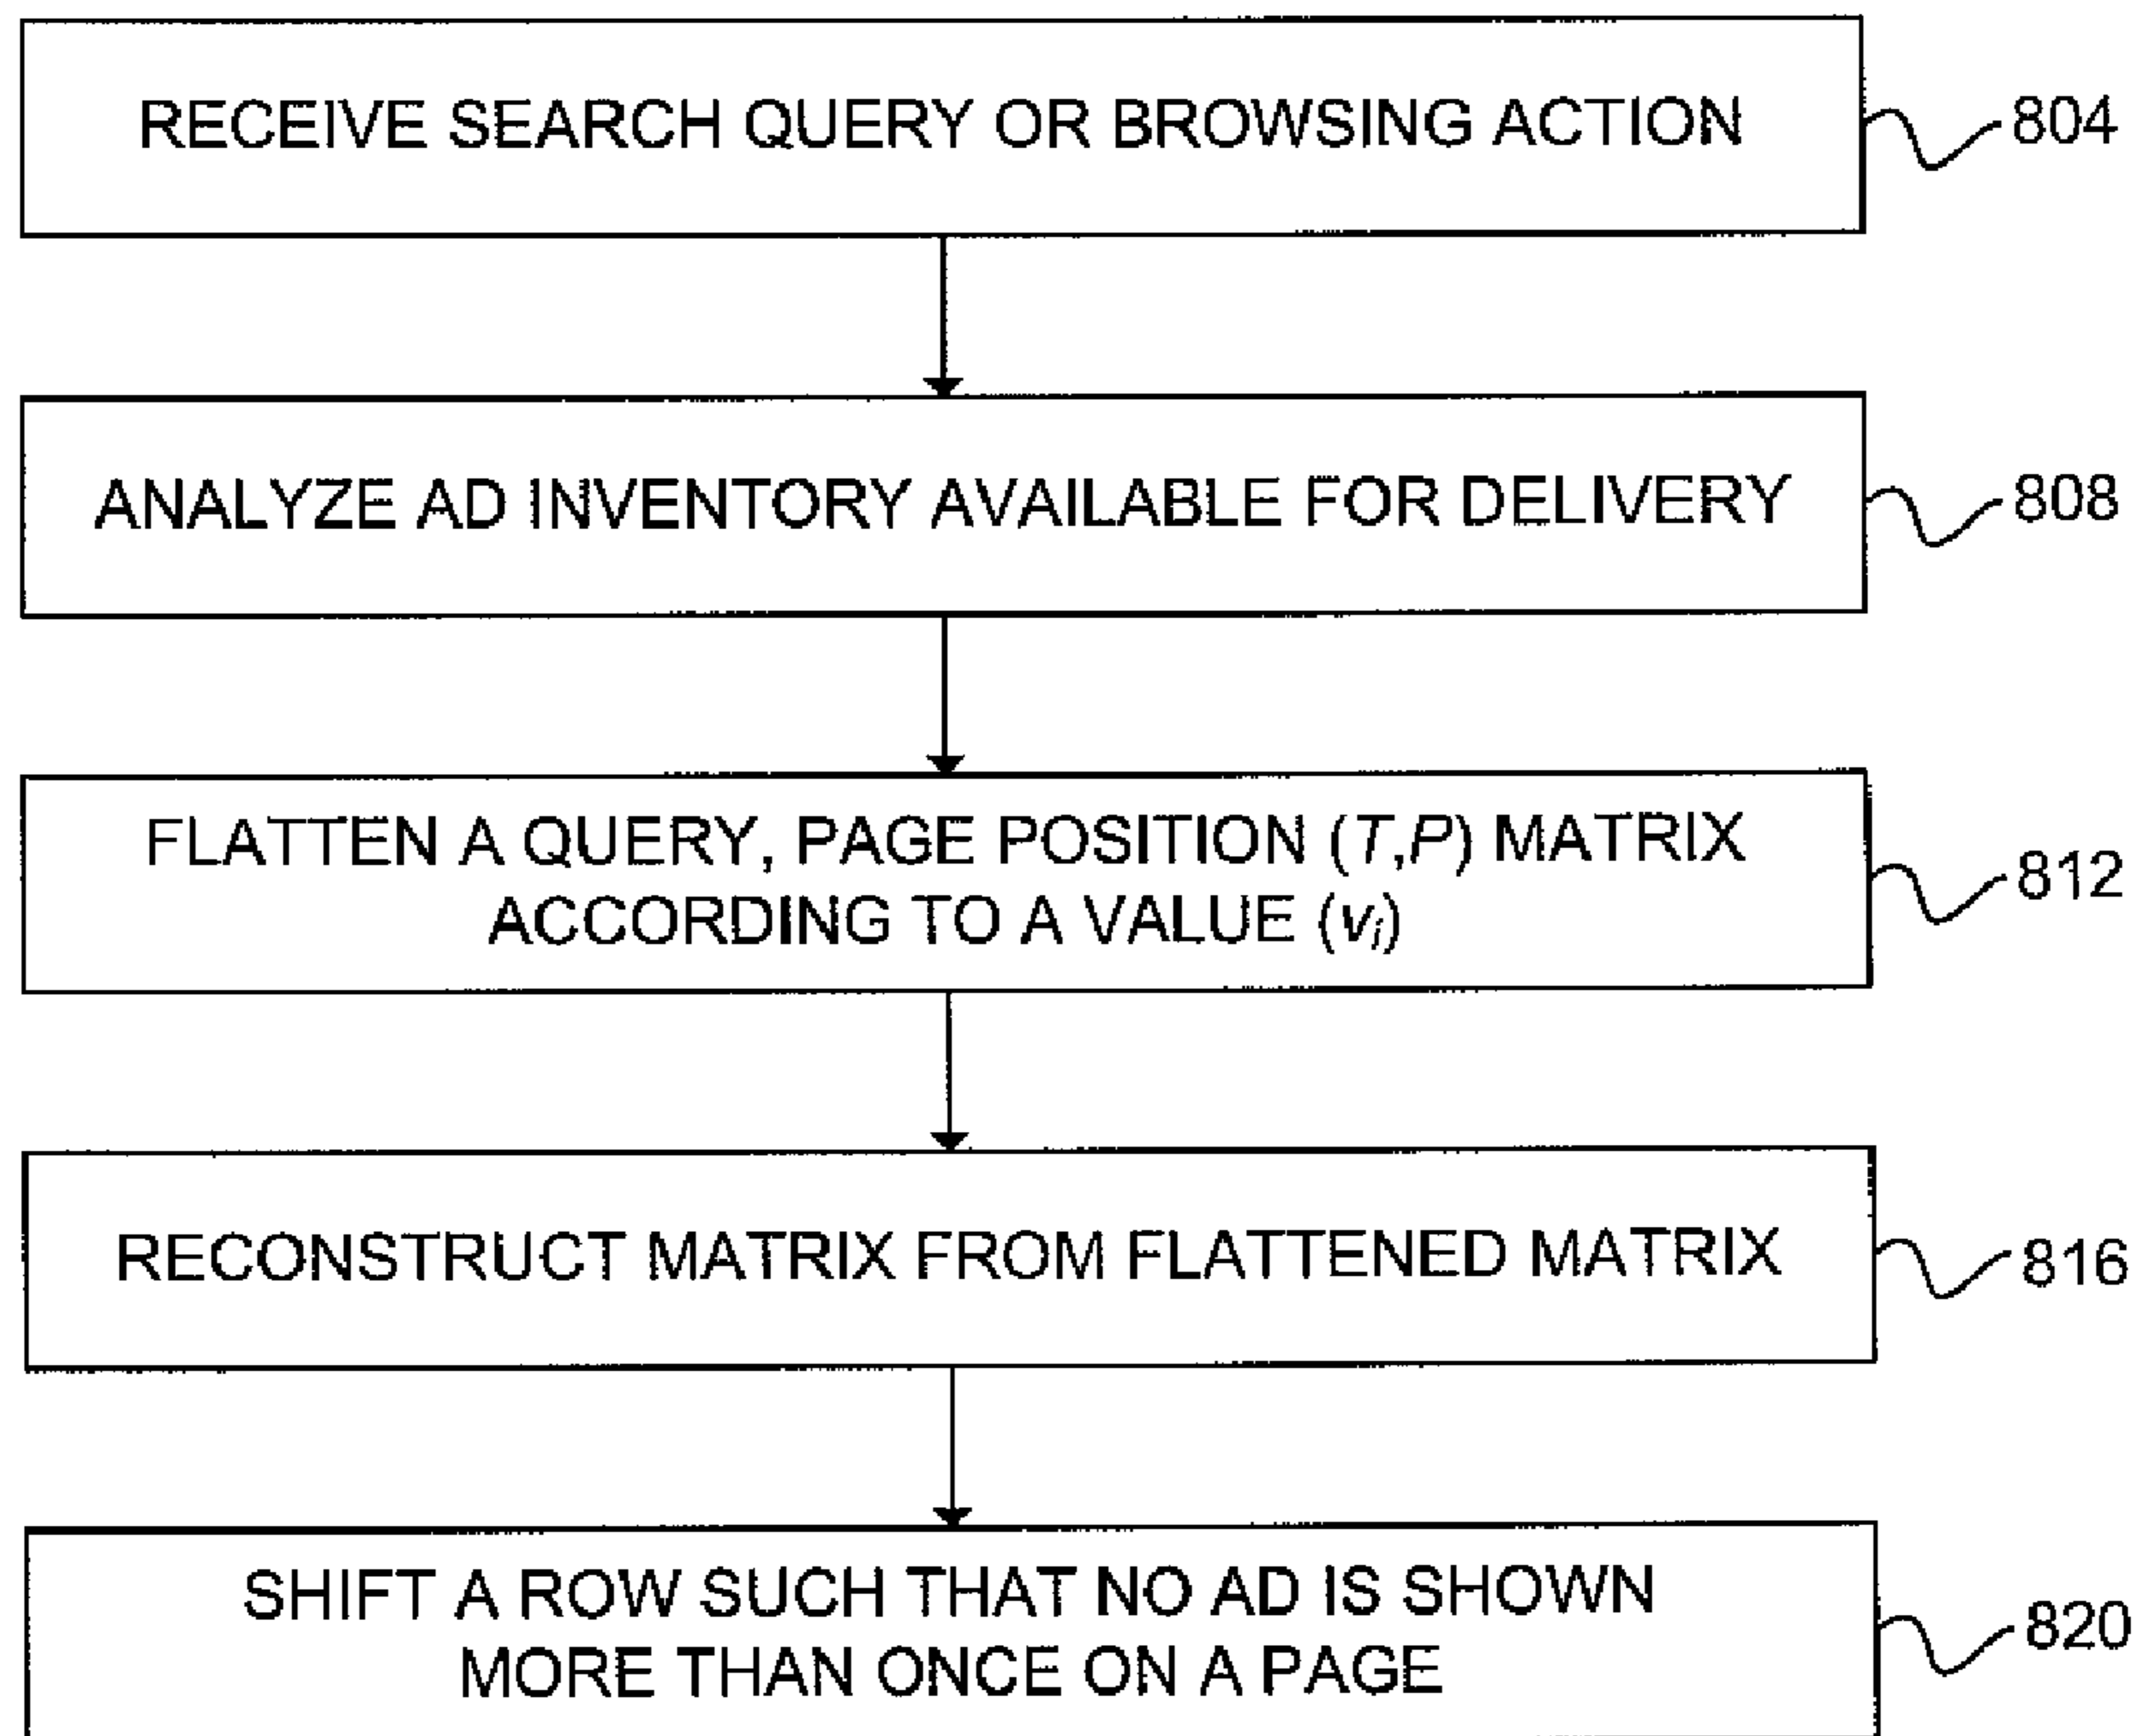 RECEIVE SEARCH QUERY OR BROWSING ACTION
804
ANALYZE AD INVENTORY AVAILABLE FOR DELIVERY
808
FLATTEN A QUERY, PAGE POSITION (T,P) MATRIX
ACCORDING TO A VALUE (vi)
812
RECONSTRUCT MATRIX FROM FLATTENED MATRIX
816
SHIFT A ROW SUCH THAT NO AD IS SHOWN
MORE THAN ONCE ON A PAGE
820